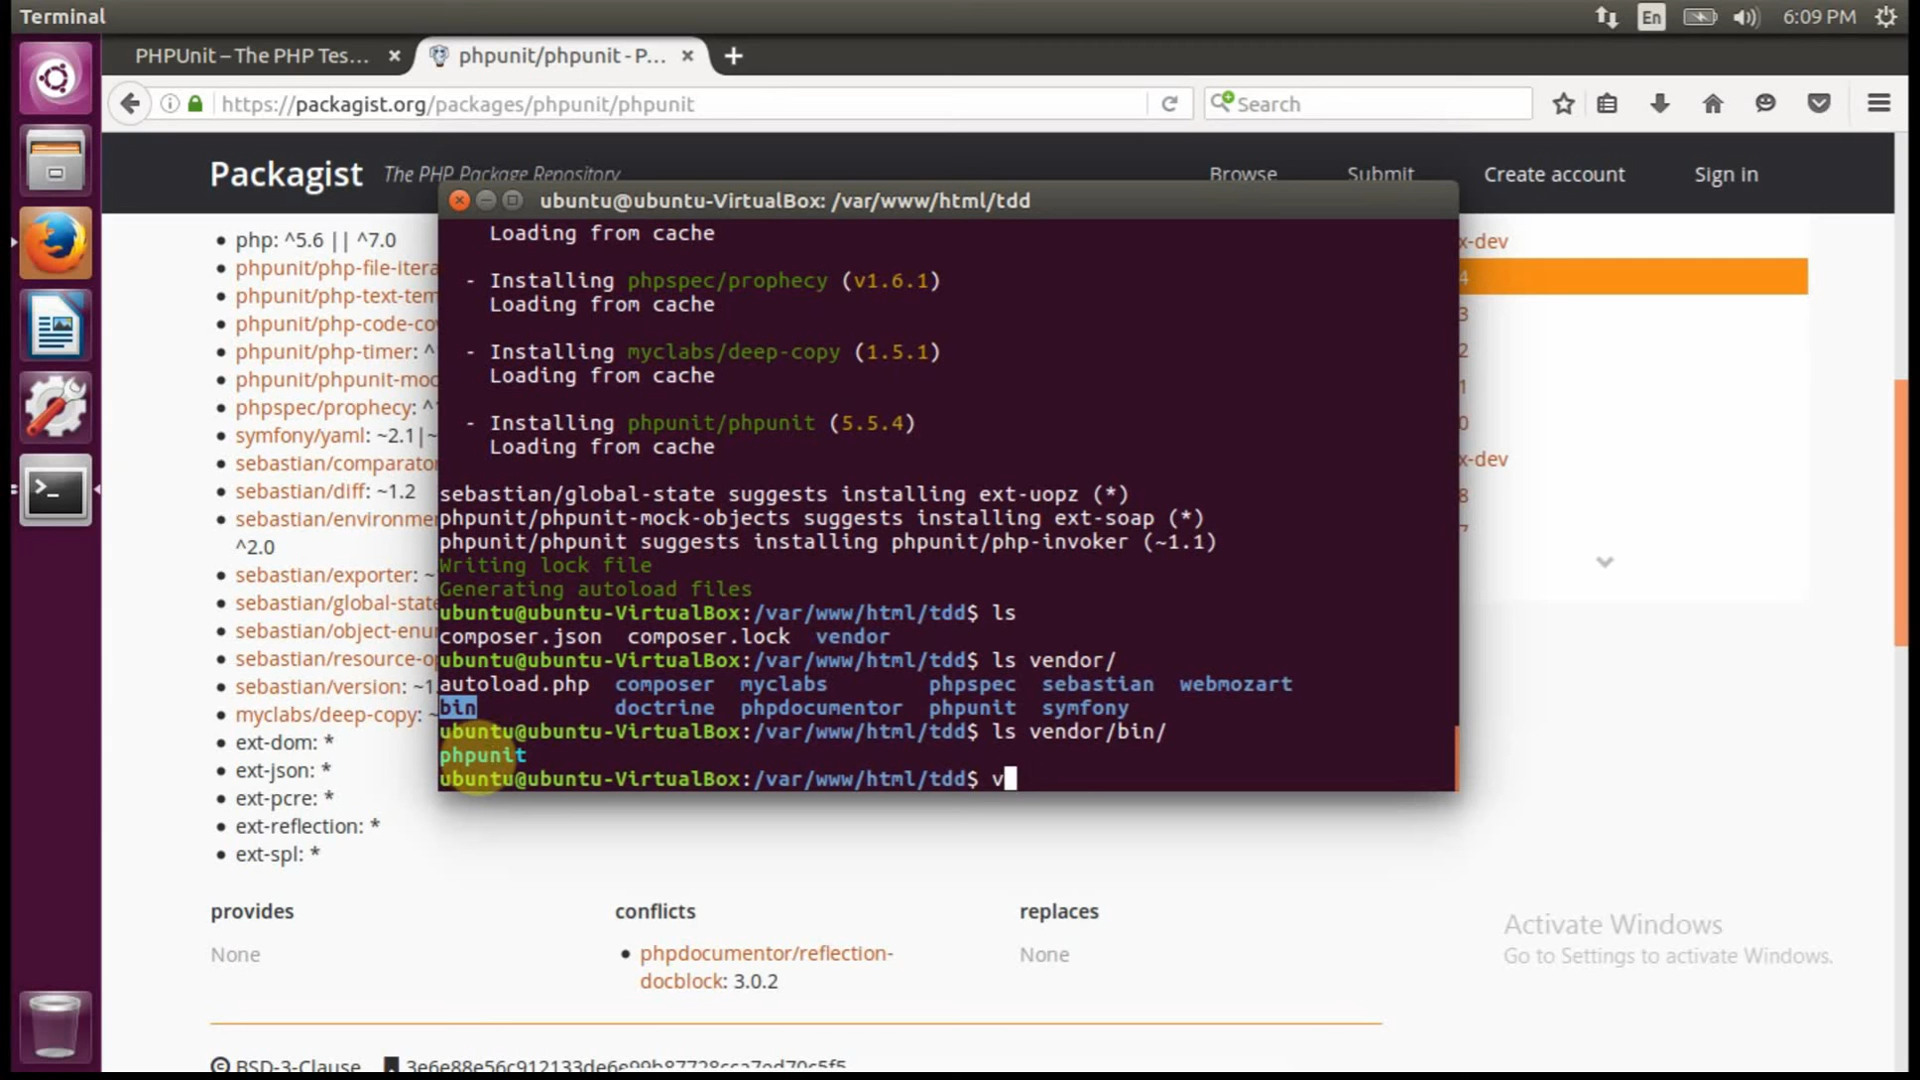 Terminal
En
6:09 PM
PHPUnit – The PHP Tes...
phpunit/phpunit - P...
https://packagist.org/packages/phpunit/phpunit
Search
Packagist
The PHP Package Repository
Browse
Submit
Create account
Sign in
ubuntu@ubuntu-VirtualBox: /var/www/html/tdd
php: ^5.6 || ^7.0
phpunit/php-file-itera
phpunit/php-text-tem
phpunit/php-code-co
phpunit/php-timer: ^
phpunit/phpunit-mo
phpspec/prophecy: ^
symfony/yaml: ~2.1|~
sebastian/comparator
sebastian/diff: ~1.2
sebastian/environme
^2.0
sebastian/exporter: ~
sebastian/global-state
sebastian/object-enu
sebastian/resource-o
sebastian/version: ~1.
myclabs/deep-copy: ~
ext-dom: *
ext-json: *
ext-pcre: *
ext-reflection: *
ext-spl: *
Loading from cache
- Installing phpspec/prophecy (v1.6.1)
Loading from cache
- Installing myclabs/deep-copy (1.5.1)
Loading from cache
- Installing phpunit/phpunit (5.5.4)
Loading from cache
sebastian/global-state suggests installing ext-uopz (*)
phpunit/phpunit-mock-objects suggests installing ext-soap (*)
phpunit/phpunit suggests installing phpunit/php-invoker (~1.1)
Writing lock file
Generating autoload files
ubuntu@ubuntu-VirtualBox:/var/www/html/tdd$ ls
composer.json composer.lock vendor
ubuntu@ubuntu-VirtualBox:/var/www/html/tdd$ ls vendor/
autoload.php composer myclabs phpspec sebastian webmozart
bin doctrine phpdocumentor phpunit symfony
ubuntu@ubuntu-VirtualBox:/var/www/html/tdd$ ls vendor/bin/
phpunit
ubuntu@ubuntu-VirtualBox:/var/www/html/tdd$ v
x-dev
4
3
2
1
0
x-dev
8
7
provides
None
conflicts
phpdocumentor/reflection-
docblock: 3.0.2
replaces
None
Activate Windows
Go to Settings to activate Windows.
BSD-3-Clause